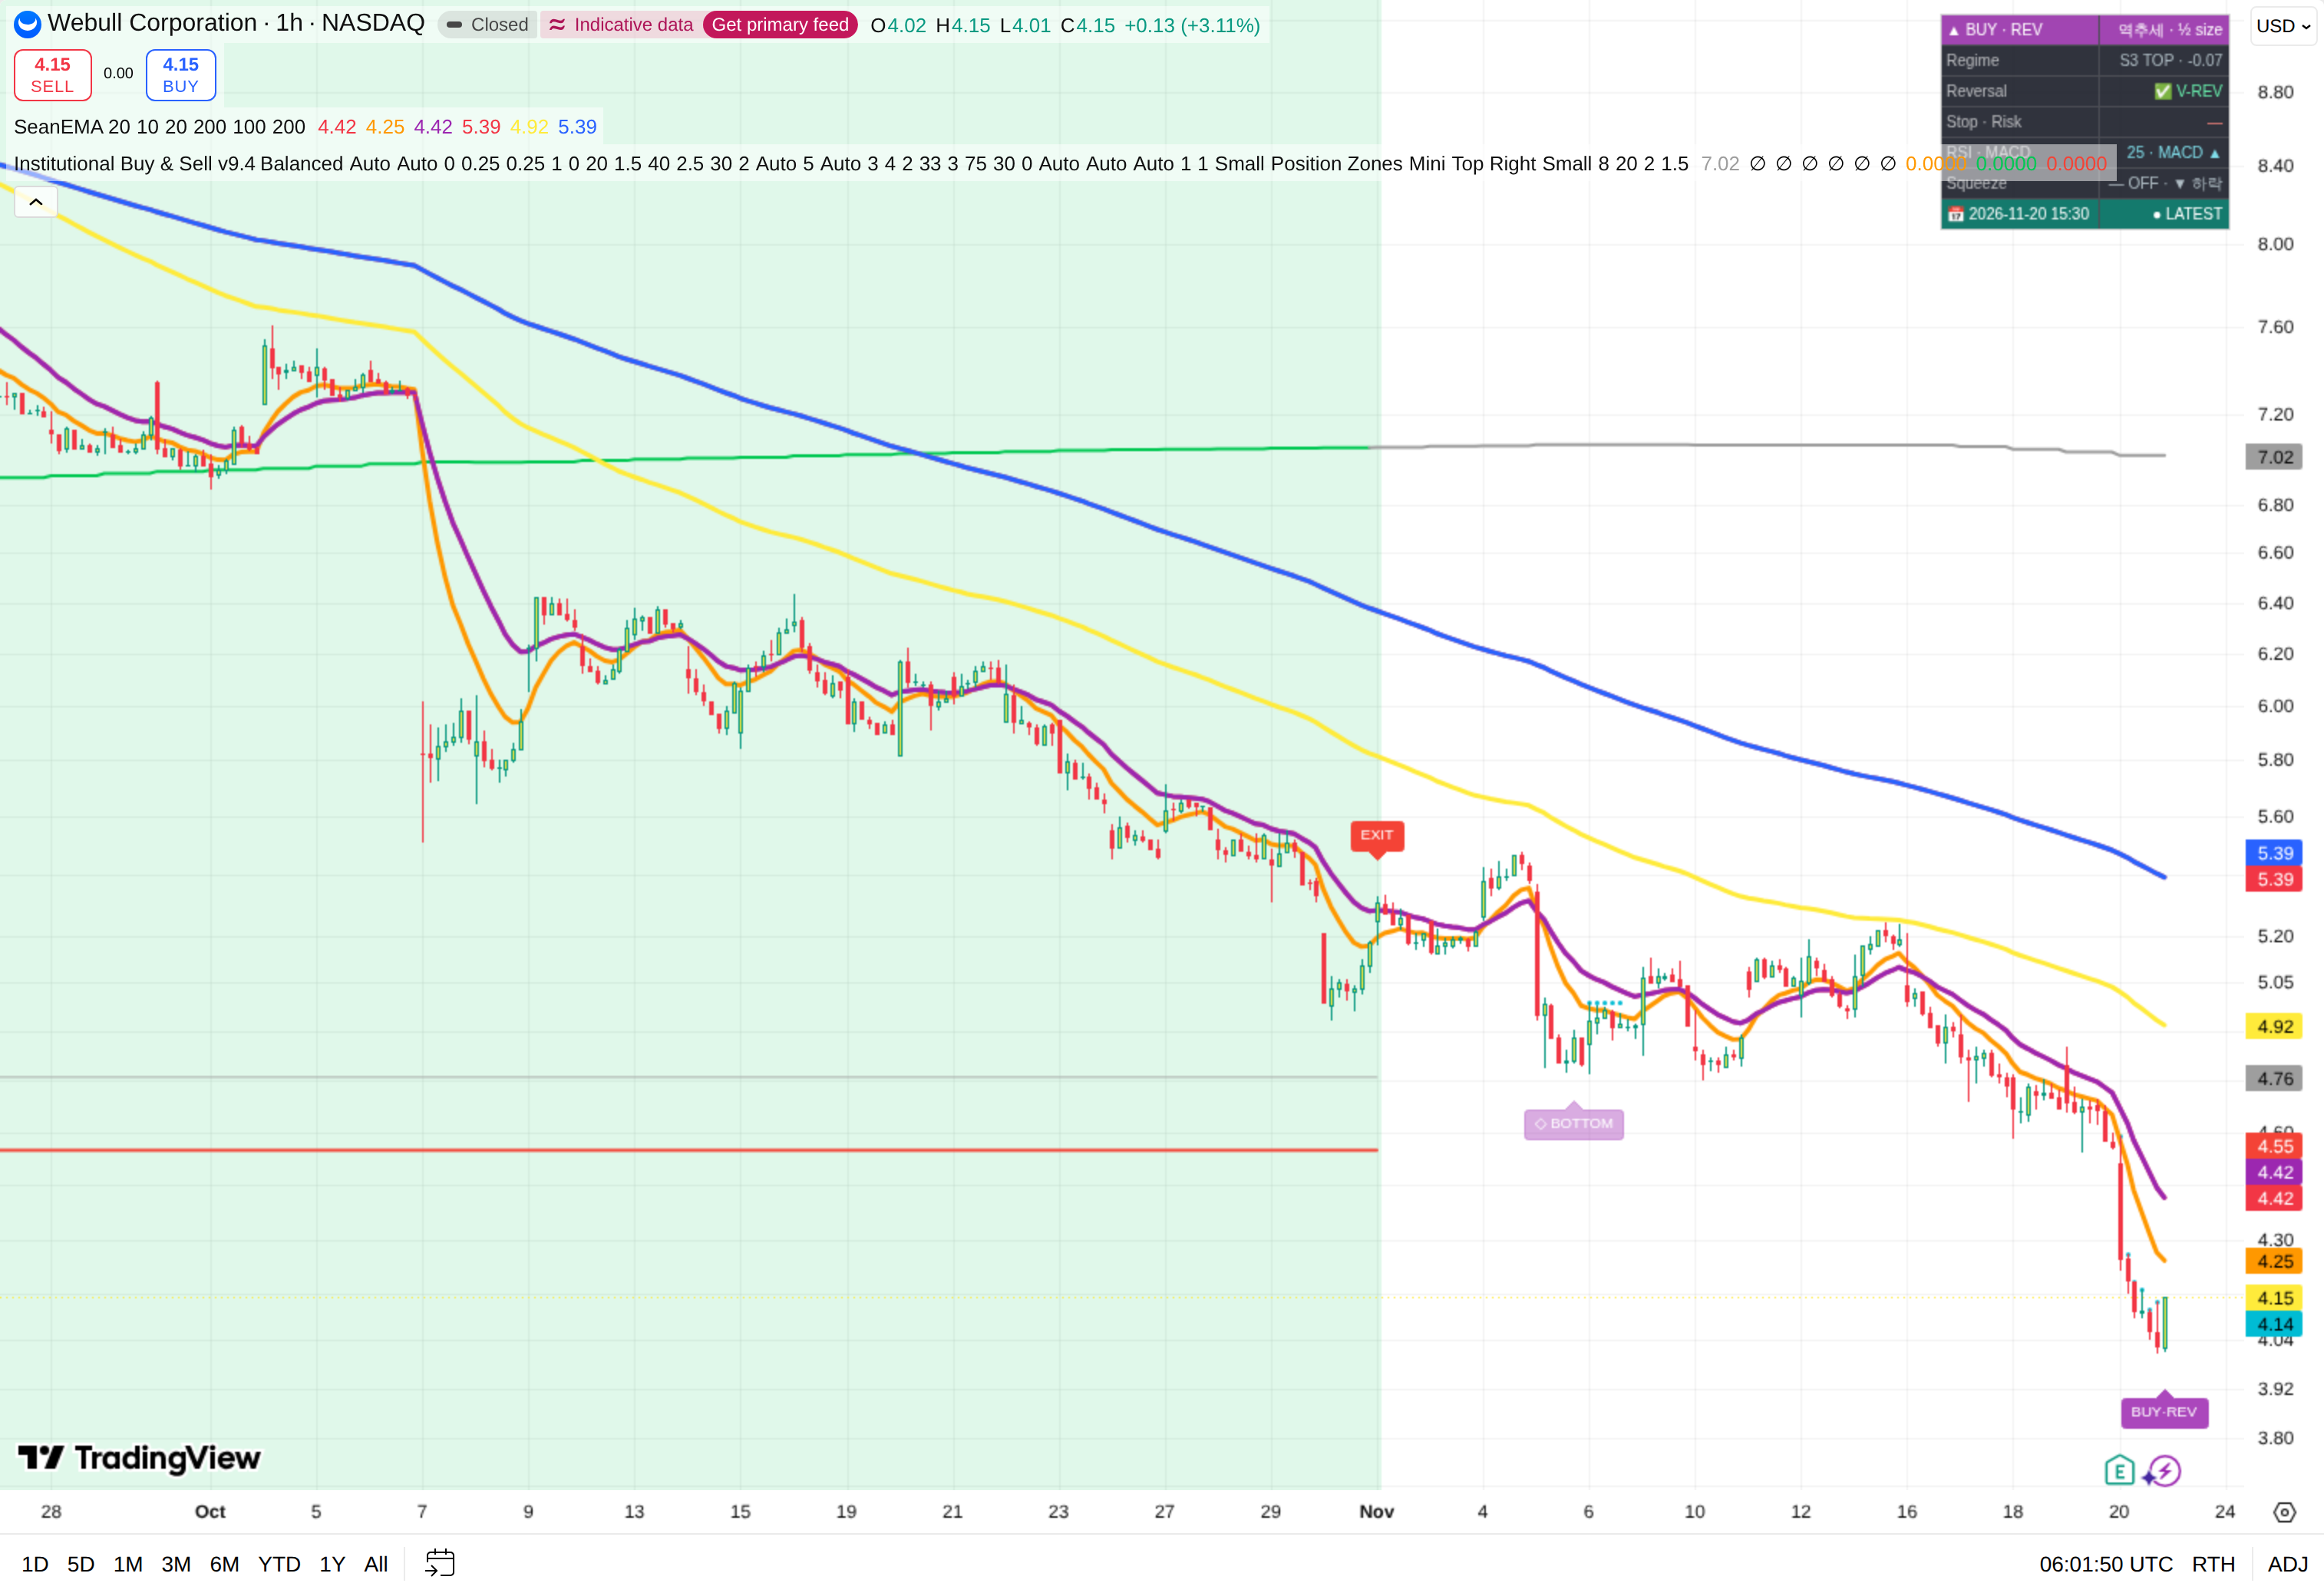 Webull Corporation · 1h · NASDAQ Closed Indicative data Get primary feed O4.02 H4.15 L4.01 C4.15 +0.13 (+3.11%)
4.15
SELL
0.00
4.15
BUY
SeanEMA 20 10 20 200 100 200 4.42 4.25 4.42 5.39 4.92 5.39
Institutional Buy & Sell v9.4 Balanced Auto Auto 0 0.25 0.25 1 0 20 1.5 40 2.5 30 2 Auto 5 Auto 3 4 2 33 3 75 30 0 Auto Auto Auto 1 1 Small Position Zones Mini Top Right Small 8 20 2 1.5 7.02 ∅ ∅ ∅ ∅ ∅ ∅ 0.0000 0.0000 0.0000
▲ BUY · REV 역추세 · ½ size
Regime S3 TOP · -0.07
Reversal ✅ V-REV
Stop · Risk —
RSI · MACD 25 · MACD ▲
Squeeze — OFF · ▼ 하락
📅 2026-11-20 15:30 ● LATEST
USD
8.80
8.40
8.00
7.60
7.20
7.02
6.80
6.60
6.40
6.20
6.00
5.80
5.60
5.39
5.39
5.20
5.05
4.92
4.76
4.60
4.55
4.42
4.42
4.30
4.25
4.15
4.14
4.04
3.92
3.80
EXIT
◇ BOTTOM
BUY-REV
E
TradingView
28 Oct 5 7 9 13 15 19 21 23 27 29 Nov 4 6 10 12 16 18 20 24
1D 5D 1M 3M 6M YTD 1Y All 06:01:50 UTC RTH ADJ